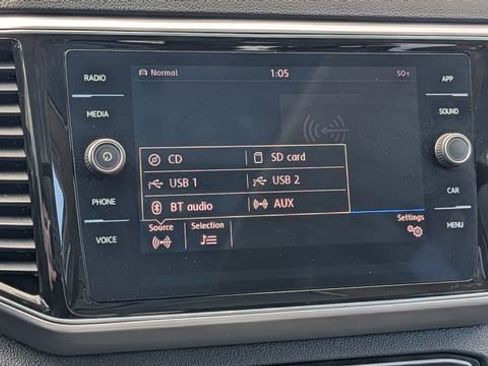 RADIO
MEDIA
PHONE
VOICE
Normal 1:05 50°F
CD SD card
USB 1 USB 2
BT audio AUX
Source Selection Settings
APP
SOUND
CAR
MENU